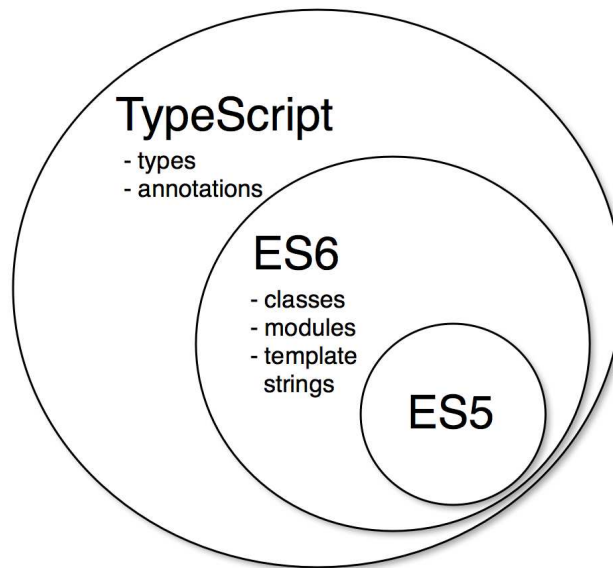 TypeScript
- types
- annotations
ES6
- classes
- modules
- template
strings
ES5